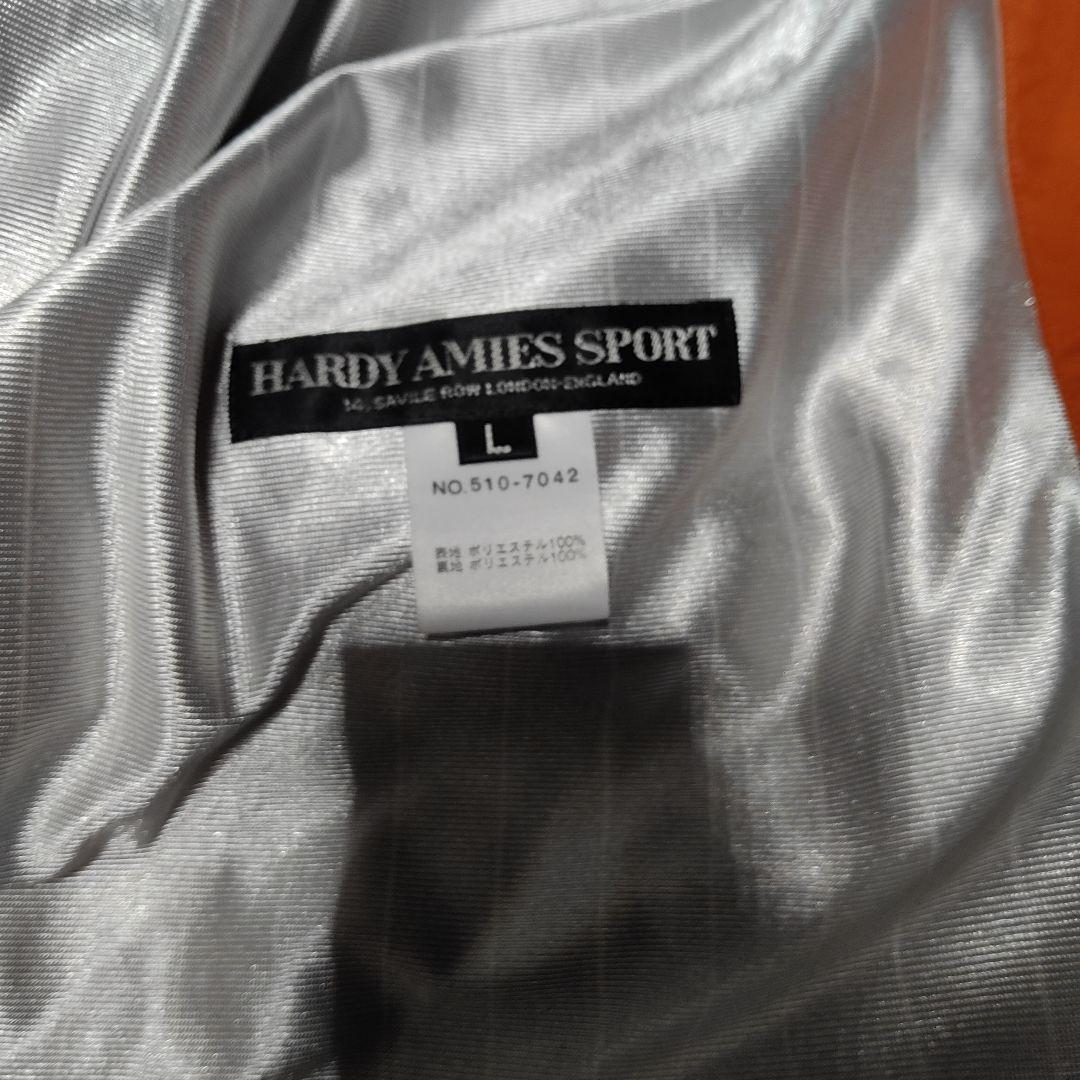 HARDY AMIES SPORT
14, SAVILE ROW LONDON-ENGLAND
L
NO.510-7042
表地 ポリエステル100%
裏地 ポリエステル100%